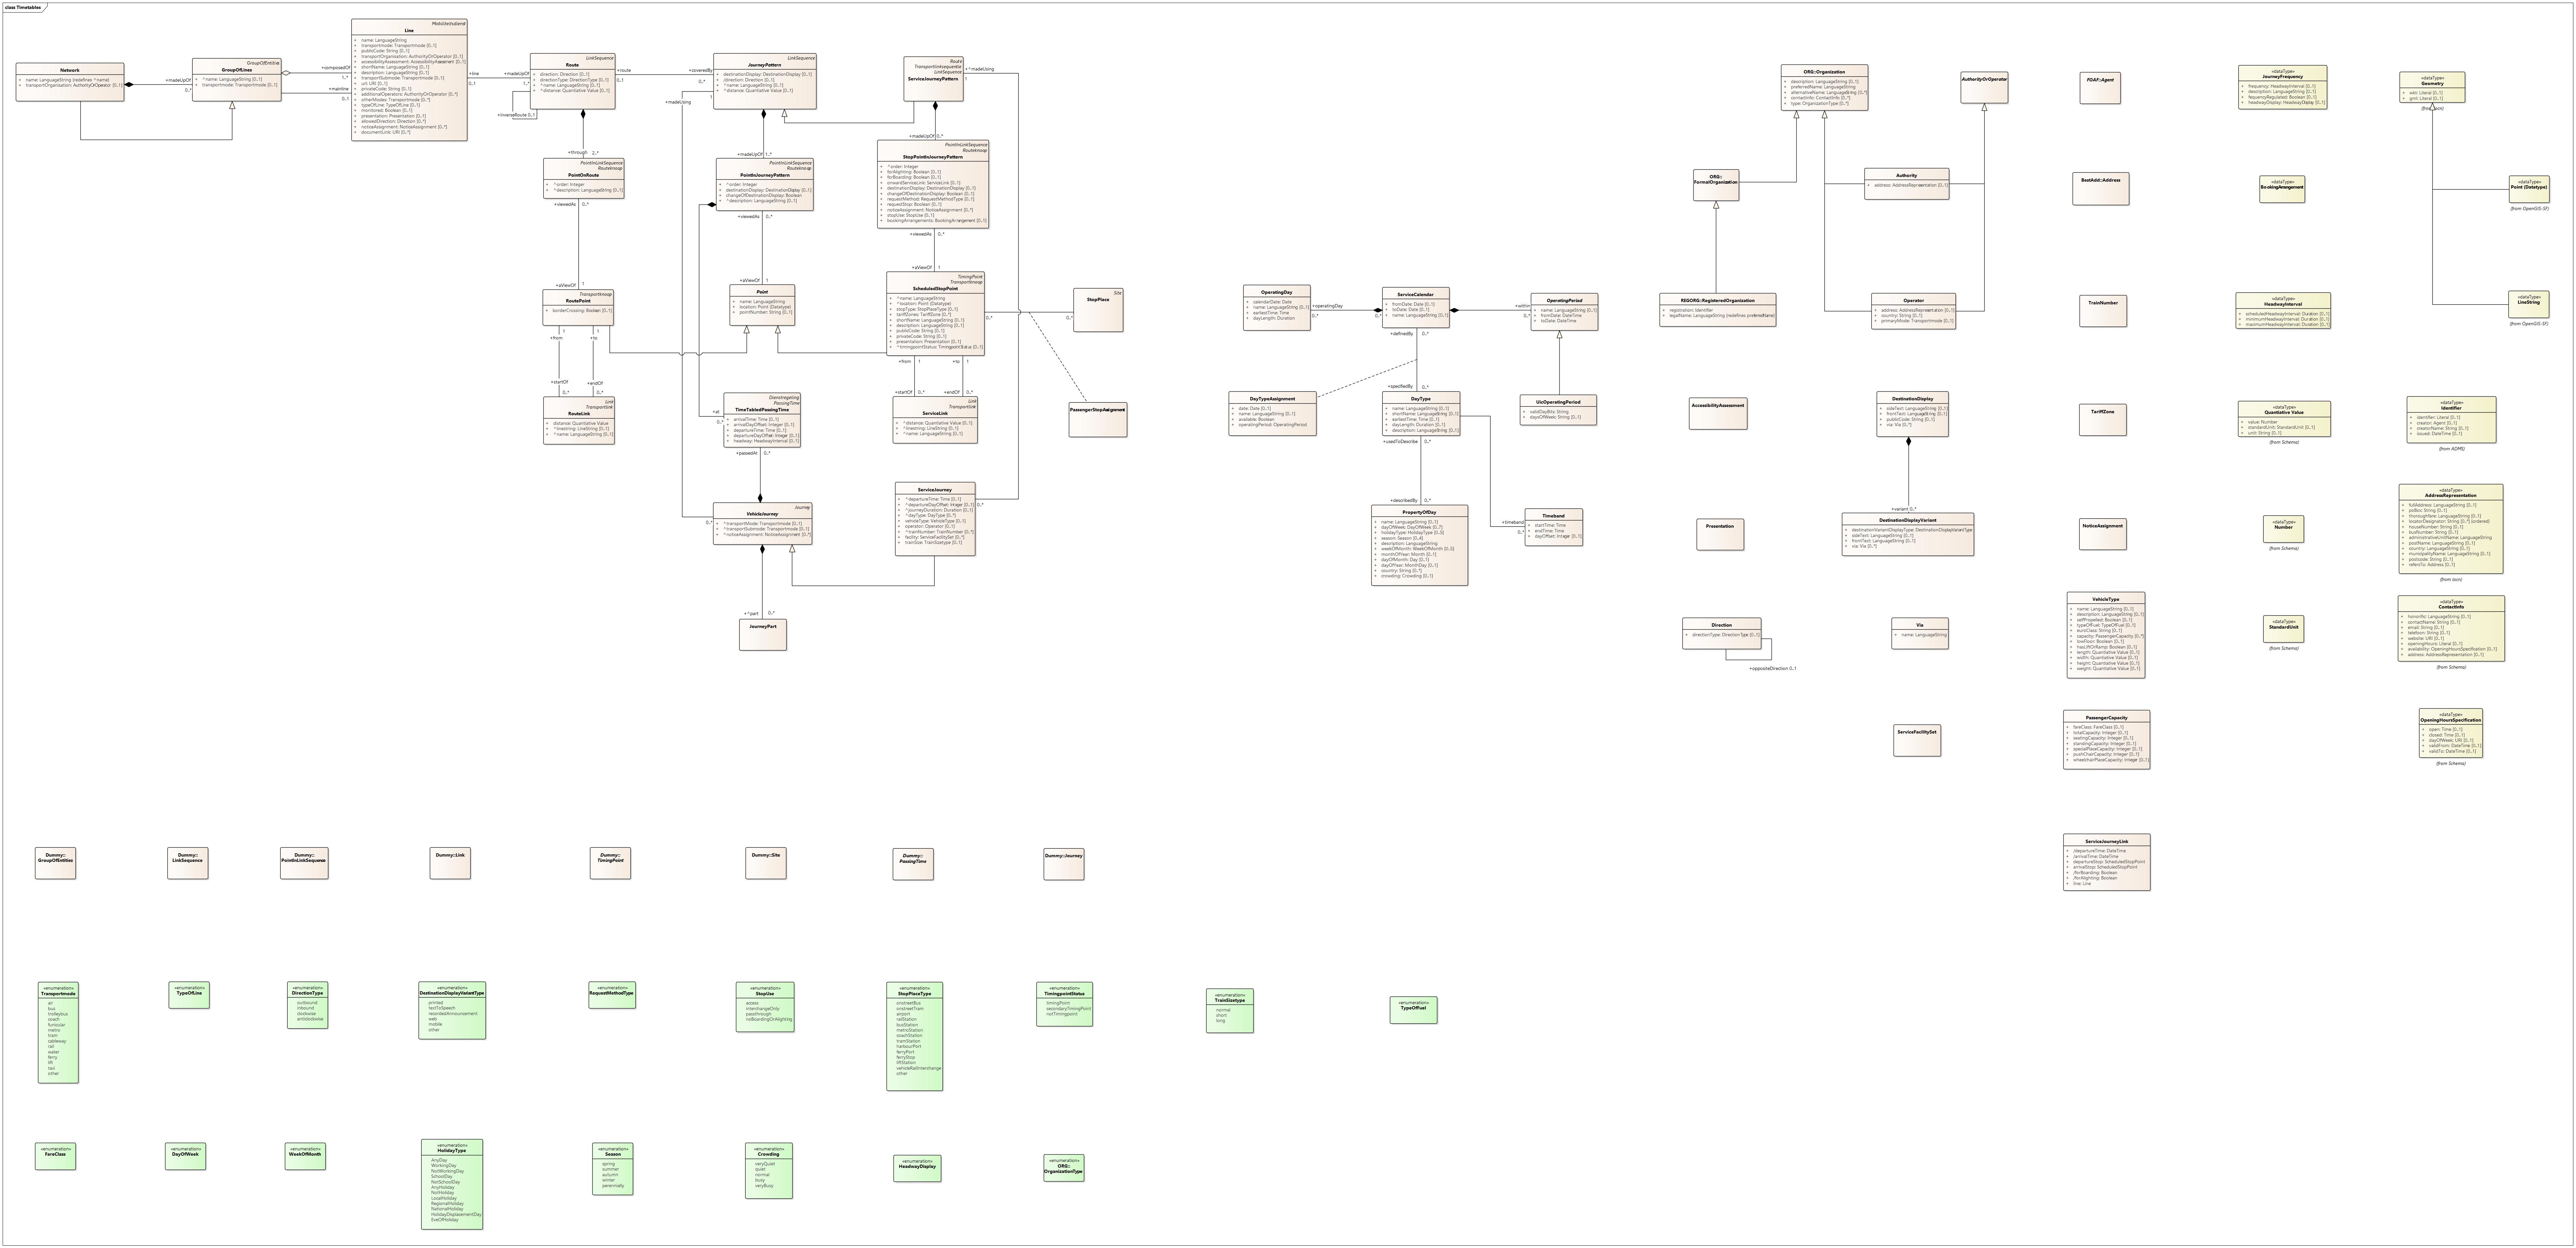 class Timetables
Network
+ name: LanguageString {redefines ^name}
+ transportOrganisation: AuthorityOrOperator [0..1]
+madeUpOf
0..*
GroupOfEntities
GroupOfLines
+ ^name: LanguageString [0..1]
+ transportmode: Transportmode [0..1]
+composedOf
1..*
+mainline
0..1
Line
+ name: LanguageString
+ transportmode: Transportmode [0..1]
+ publicCode: String [0..1]
+ transportOrganisation: AuthorityOrOperator [0..1]
+ accessibilityAssessment: AccessibilityAssessment [0..1]
+ shortName: LanguageString [0..1]
+ description: LanguageString [0..1]
+ transportSubmode: Transportmode [0..1]
+ url: URI [0..1]
+ privateCode: String [0..1]
+ additionalOperators: AuthorityOrOperator [0..*]
+ otherModes: Transportmode [0..*]
+ typeOfLine: TypeOfLine [0..1]
+ monitored: Boolean [0..1]
+ presentation: Presentation [0..1]
+ allowedDirection: Direction [0..*]
+ noticeAssignment: NoticeAssignment [0..*]
+ documentLink: URI [0..*]
+line
0..1
+madeUpOf
1..*
LinkSequence
Route
+ direction: Direction [0..1]
+ directionType: DirectionType [0..1]
+ ^name: LanguageString [0..1]
+ ^distance: Quantitive Value [0..1]
+inverseRoute 0..1
+route
0..1
+coveredBy
0..*
LinkSequence
JourneyPattern
+ destinationDisplay: DestinationDisplay [0..1]
+ /direction: Direction [0..1]
+ ^name: LanguageString [0..1]
+ ^distance: Quantitive Value [0..1]
+madeUsing
1
Route
Transportlinksequentie
LinkSequence
ServiceJourneyPattern
+^madeUsing
1
+through 2..*
PointInLinkSequence
Routeknoop
PointOnRoute
+ ^order: Integer
+ ^description: LanguageString [0..1]
+viewedAs 0..*
+madeUpOf 1..*
PointInLinkSequence
Routeknoop
PointInJourneyPattern
+ ^order: Integer
+ destinationDisplay: DestinationDisplay [0..1]
+ changeOfDestinationDisplay: Boolean
+ ^description: LanguageString [0..1]
+viewedAs 0..*
+madeUpOf 0..*
PointInLinkSequence
Routeknoop
StopPointInJourneyPattern
+ ^order: Integer
+ forAlighting: Boolean [0..1]
+ forBoarding: Boolean [0..1]
+ onwardServiceLink: ServiceLink [0..1]
+ destinationDisplay: DestinationDisplay [0..1]
+ changeOfDestinationDisplay: Boolean [0..1]
+ requestMethod: RequestMethodType [0..1]
+ requestStop: Boolean [0..1]
+ noticeAssignment: NoticeAssignment [0..*]
+ stopUse: StopUse [0..1]
+ bookingArrangements: BookingArrangement [0..1]
+viewedAs 0..*
+aViewOf 1
Transportknoop
RoutePoint
+ borderCrossing: Boolean [0..1]
1 1
+from +to
+startOf +endOf
0..* 0..*
Link
Transportlink
RouteLink
+ distance: Quantitive Value
+ ^linestring: LineString [0..1]
+ ^name: LanguageString [0..1]
+aViewOf 1
Point
+ name: LanguageString
+ location: Point (Datatype)
+ pointNumber: String [0..1]
+aViewOf 1
TimingPoint
Transportknoop
ScheduledStopPoint
+ ^name: LanguageString
+ ^location: Point (Datatype)
+ stopType: StopPlaceType [0..1]
+ tariffZones: TariffZone [0..*]
+ shortName: LanguageString [0..1]
+ description: LanguageString [0..1]
+ publicCode: String [0..1]
+ privateCode: String [0..1]
+ presentation: Presentation [0..1]
+ ^timingpointStatus: TimingpointStatus [0..1]
0..*
0..*
Site
StopPlace
PassengerStopAssignment
+from 1 +to 1
+startOf 0..* +endOf 0..*
Link
Transportlink
ServiceLink
+ ^distance: Quantitive Value [0..1]
+ ^linestring: LineString [0..1]
+ ^name: LanguageString [0..1]
+at
0..*
Dienstregeling
PassingTime
TimeTabledPassingTime
+ arrivalTime: Time [0..1]
+ arrivalDayOffset: Integer [0..1]
+ departureTime: Time [0..1]
+ departureDayOffset: Integer [0..1]
+ headway: HeadwayInterval [0..1]
+passedAt 0..*
0..*
Journey
VehicleJourney
+ ^transportMode: Transportmode [0..1]
+ ^transportSubmode: Transportmode [0..1]
+ ^noticeAssignment: NoticeAssignment [0..*]
ServiceJourney
+ ^departureTime: Time [0..1]
+ ^departureDayOffset: Integer [0..1]
+ ^journeyDuration: Duration [0..1]
+ ^dayType: DayType [0..*]
+ vehicleType: VehicleType [0..1]
+ operator: Operator [0..1]
+ ^trainNumber: TrainNumber [0..*]
+ facility: ServiceFacilitySet [0..*]
+ trainSize: TrainSizetype [0..1]
0..*
+^part 0..*
JourneyPart
OperatingDay
+ calendarDate: Date
+ name: LanguageString [0..1]
+ earliestTime: Time
+ dayLength: Duration
+operatingDay
0..*
0..*
ServiceCalendar
+ fromDate: Date [0..1]
+ toDate: Date [0..1]
+ name: LanguageString [0..1]
+within
0..*
OperatingPeriod
+ name: LanguageString [0..1]
+ fromDate: DateTime
+ toDate: DateTime
+definedBy 0..*
+specifiedBy 0..*
DayTypeAssignment
+ date: Date [0..1]
+ name: LanguageString [0..1]
+ available: Boolean
+ operatingPeriod: OperatingPeriod
DayType
+ name: LanguageString [0..1]
+ shortName: LanguageString [0..1]
+ earliestTime: Time [0..1]
+ dayLength: Duration [0..1]
+ description: LanguageString [0..1]
UicOperatingPeriod
+ validDayBits: String
+ daysOfWeek: String [0..1]
+usedToDescribe 0..*
+describedBy 0..*
PropertyOfDay
+ name: LanguageString [0..1]
+ dayOfWeek: DayOfWeek [0..7]
+ holidayType: HolidayType [0..5]
+ season: Season [0..4]
+ description: LanguageString
+ weekOfMonth: WeekOfMonth [0..5]
+ monthOfYear: Month [0..1]
+ dayOfMonth: Day [0..1]
+ dayOfYear: MonthDay [0..1]
+ country: String [0..*]
+ crowding: Crowding [0..1]
+timeband
0..*
Timeband
+ startTime: Time
+ endTime: Time
+ dayOffset: Integer [0..1]
ORG::Organization
+ description: LanguageString [0..1]
+ preferredName: LanguageString
+ alternativeName: LanguageString [0..*]
+ contactInfo: ContactInfo [0..*]
+ type: OrganizationType [0..*]
AuthorityOrOperator
ORG::
FormalOrganization
Authority
+ address: AddressRepresentation [0..1]
REGORG::RegisteredOrganization
+ registration: Identifier
+ legalName: LanguageString {redefines preferredName}
Operator
+ address: AddressRepresentation [0..1]
+ country: String [0..1]
+ primaryMode: Transportmode [0..1]
AccessibilityAssessment
DestinationDisplay
+ sideText: LanguageString [0..1]
+ frontText: LanguageString [0..1]
+ publicCode: String [0..1]
+ via: Via [0..*]
+variant 0..*
Presentation
DestinationDisplayVariant
+ destinationVariantDisplayType: DestinationDisplayVariantType
+ sideText: LanguageString [0..1]
+ frontText: LanguageString [0..1]
+ via: Via [0..*]
Direction
+ directionType: DirectionType [0..1]
+oppositeDirection 0..1
Via
+ name: LanguageString
ServiceFacilitySet
FOAF::Agent
BestAdd::Address
TrainNumber
TariffZone
NoticeAssignment
VehicleType
+ name: LanguageString [0..1]
+ description: LanguageString [0..1]
+ selfPropelled: Boolean [0..1]
+ typeOfFuel: TypeOfFuel [0..1]
+ euroClass: String [0..1]
+ capacity: PassengerCapacity [0..*]
+ lowFloor: Boolean [0..1]
+ hasLiftOrRamp: Boolean [0..1]
+ length: Quantitive Value [0..1]
+ width: Quantitive Value [0..1]
+ height: Quantitive Value [0..1]
+ weight: Quantitive Value [0..1]
PassengerCapacity
+ fareClass: FareClass [0..1]
+ totalCapacity: Integer [0..1]
+ seatingCapacity: Integer [0..1]
+ standingCapacity: Integer [0..1]
+ specialPlaceCapacity: Integer [0..1]
+ pushChairCapacity: Integer [0..1]
+ wheelchairPlaceCapacity: Integer [0..1]
ServiceJourneyLink
+ /departureTime: DateTime
+ /arrivalTime: DateTime
+ departureStop: ScheduledStopPoint
+ arrivalStop: ScheduledStopPoint
+ /forBoarding: Boolean
+ /forAlighting: Boolean
+ line: Line
«dataType»
JourneyFrequency
+ frequency: HeadwayInterval [0..1]
+ description: LanguageString [0..1]
+ frequencyRegulated: Boolean [0..1]
+ headwayDisplay: HeadwayDisplay [0..1]
«dataType»
BookingArrangement
«dataType»
HeadwayInterval
+ scheduledHeadwayInterval: Duration [0..1]
+ minimumHeadwayInterval: Duration [0..1]
+ maximumHeadwayInterval: Duration [0..1]
«dataType»
Quantitive Value
+ value: Number
+ standardUnit: StandardUnit [0..1]
+ unit: String [0..1]
(from Schema)
«dataType»
Number
(from Schema)
«dataType»
StandardUnit
(from Schema)
«dataType»
Geometry
+ wkt: Literal [0..1]
+ gml: Literal [0..1]
«dataType»
Point (Datatype)
(from OpenGIS-SF)
«dataType»
LineString
(from OpenGIS-SF)
«dataType»
Identifier
+ identifier: Literal [0..1]
+ creator: Agent [0..1]
+ creatorName: String [0..1]
+ issued: DateTime [0..1]
(from ADMS)
«dataType»
AddressRepresentation
+ fullAddress: LanguageString [0..1]
+ poBox: String [0..1]
+ thoroughfare: LanguageString [0..1]
+ locatorDesignator: String [0..*] {ordered}
+ houseNumber: String [0..1]
+ busNumber: String [0..1]
+ administrativeUnitName: LanguageString
+ postName: LanguageString [0..1]
+ country: LanguageString [0..1]
+ municipalityName: LanguageString [0..1]
+ postcode: String [0..1]
+ refersTo: Address [0..1]
(from locn)
«dataType»
ContactInfo
+ honorific: LanguageString [0..1]
+ contactName: String [0..1]
+ email: String [0..1]
+ telefoon: String [0..1]
+ website: URI [0..1]
+ openingHours: Literal [0..1]
+ availability: OpeningHoursSpecification [0..1]
+ address: AddressRepresentation [0..1]
(from Schema)
«dataType»
OpeningHoursSpecification
+ open: Time [0..1]
+ closed: Time [0..1]
+ dayOfWeek: URI [0..1]
+ validFrom: DateTime [0..1]
+ validTo: DateTime [0..1]
(from Schema)
Dummy::
GroupOfEntities
Dummy::
LinkSequence
Dummy::
PointInLinkSequence
Dummy::Link
Dummy::
TimingPoint
Dummy::Site
Dummy::
PassingTime
Dummy::Journey
«enumeration»
Transportmode
air
bus
trolleybus
coach
funicular
metro
tram
cableway
rail
water
ferry
lift
taxi
other
«enumeration»
TypeOfLine
«enumeration»
DirectionType
outbound
inbound
clockwise
anticlockwise
«enumeration»
DestinationDisplayVariantType
printed
textToSpeech
recordedAnnouncement
web
mobile
other
«enumeration»
RequestMethodType
«enumeration»
StopUse
access
interchangeOnly
passthrough
noBoardingOrAlighting
«enumeration»
StopPlaceType
onstreetBus
onstreetTram
airport
railStation
busStation
metroStation
coachStation
tramStation
harbourPort
ferryPort
ferryStop
liftStation
vehicleRailInterchange
other
«enumeration»
TimingpointStatus
timingPoint
secondaryTimingPoint
notTimingpoint
«enumeration»
TrainSizetype
normal
short
long
«enumeration»
TypeOfFuel
«enumeration»
FareClass
«enumeration»
DayOfWeek
«enumeration»
WeekOfMonth
«enumeration»
HolidayType
AnyDay
WorkingDay
NotWorkingDay
SchoolDay
NotSchoolDay
AnyHoliday
NotHoliday
LocalHoliday
RegionalHoliday
NationalHoliday
HolidayDisplacementDay
EveOfHoliday
«enumeration»
Season
spring
summer
autumn
winter
perennially
«enumeration»
Crowding
veryQuiet
quiet
normal
busy
veryBusy
«enumeration»
HeadwayDisplay
«enumeration»
ORG::
OrganizationType